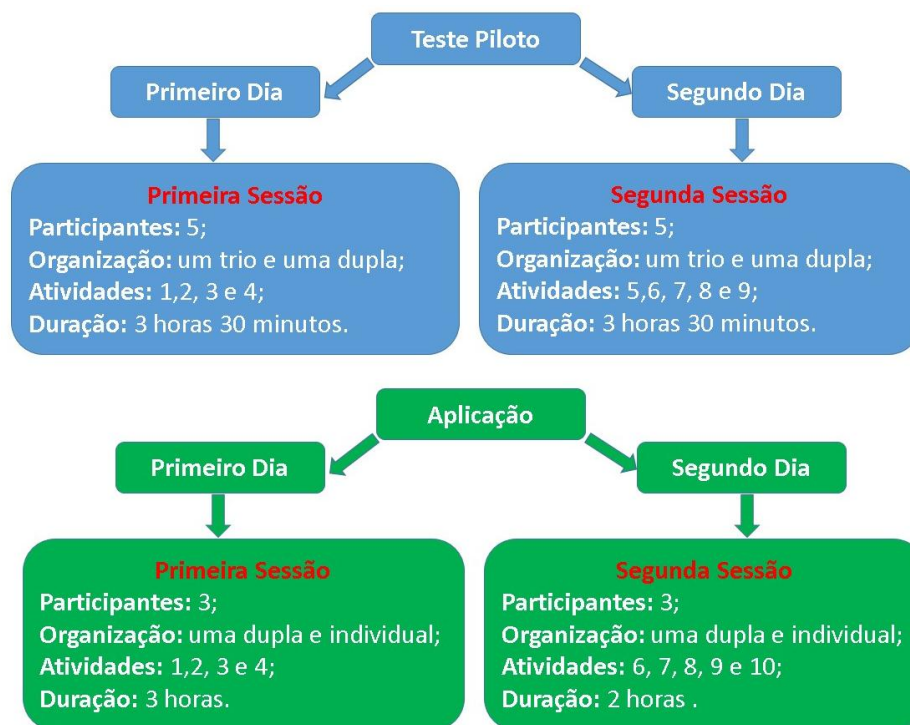 Teste Piloto
Primeiro Dia
Segundo Dia
Primeira Sessão
Participantes: 5;
Organização: um trio e uma dupla;
Atividades: 1,2, 3 e 4;
Duração: 3 horas 30 minutos.
Segunda Sessão
Participantes: 5;
Organização: um trio e uma dupla;
Atividades: 5,6, 7, 8 e 9;
Duração: 3 horas 30 minutos.
Aplicação
Primeiro Dia
Segundo Dia
Primeira Sessão
Participantes: 3;
Organização: uma dupla e individual;
Atividades: 1,2, 3 e 4;
Duração: 3 horas.
Segunda Sessão
Participantes: 3;
Organização: uma dupla e individual;
Atividades: 6, 7, 8, 9 e 10;
Duração: 2 horas .